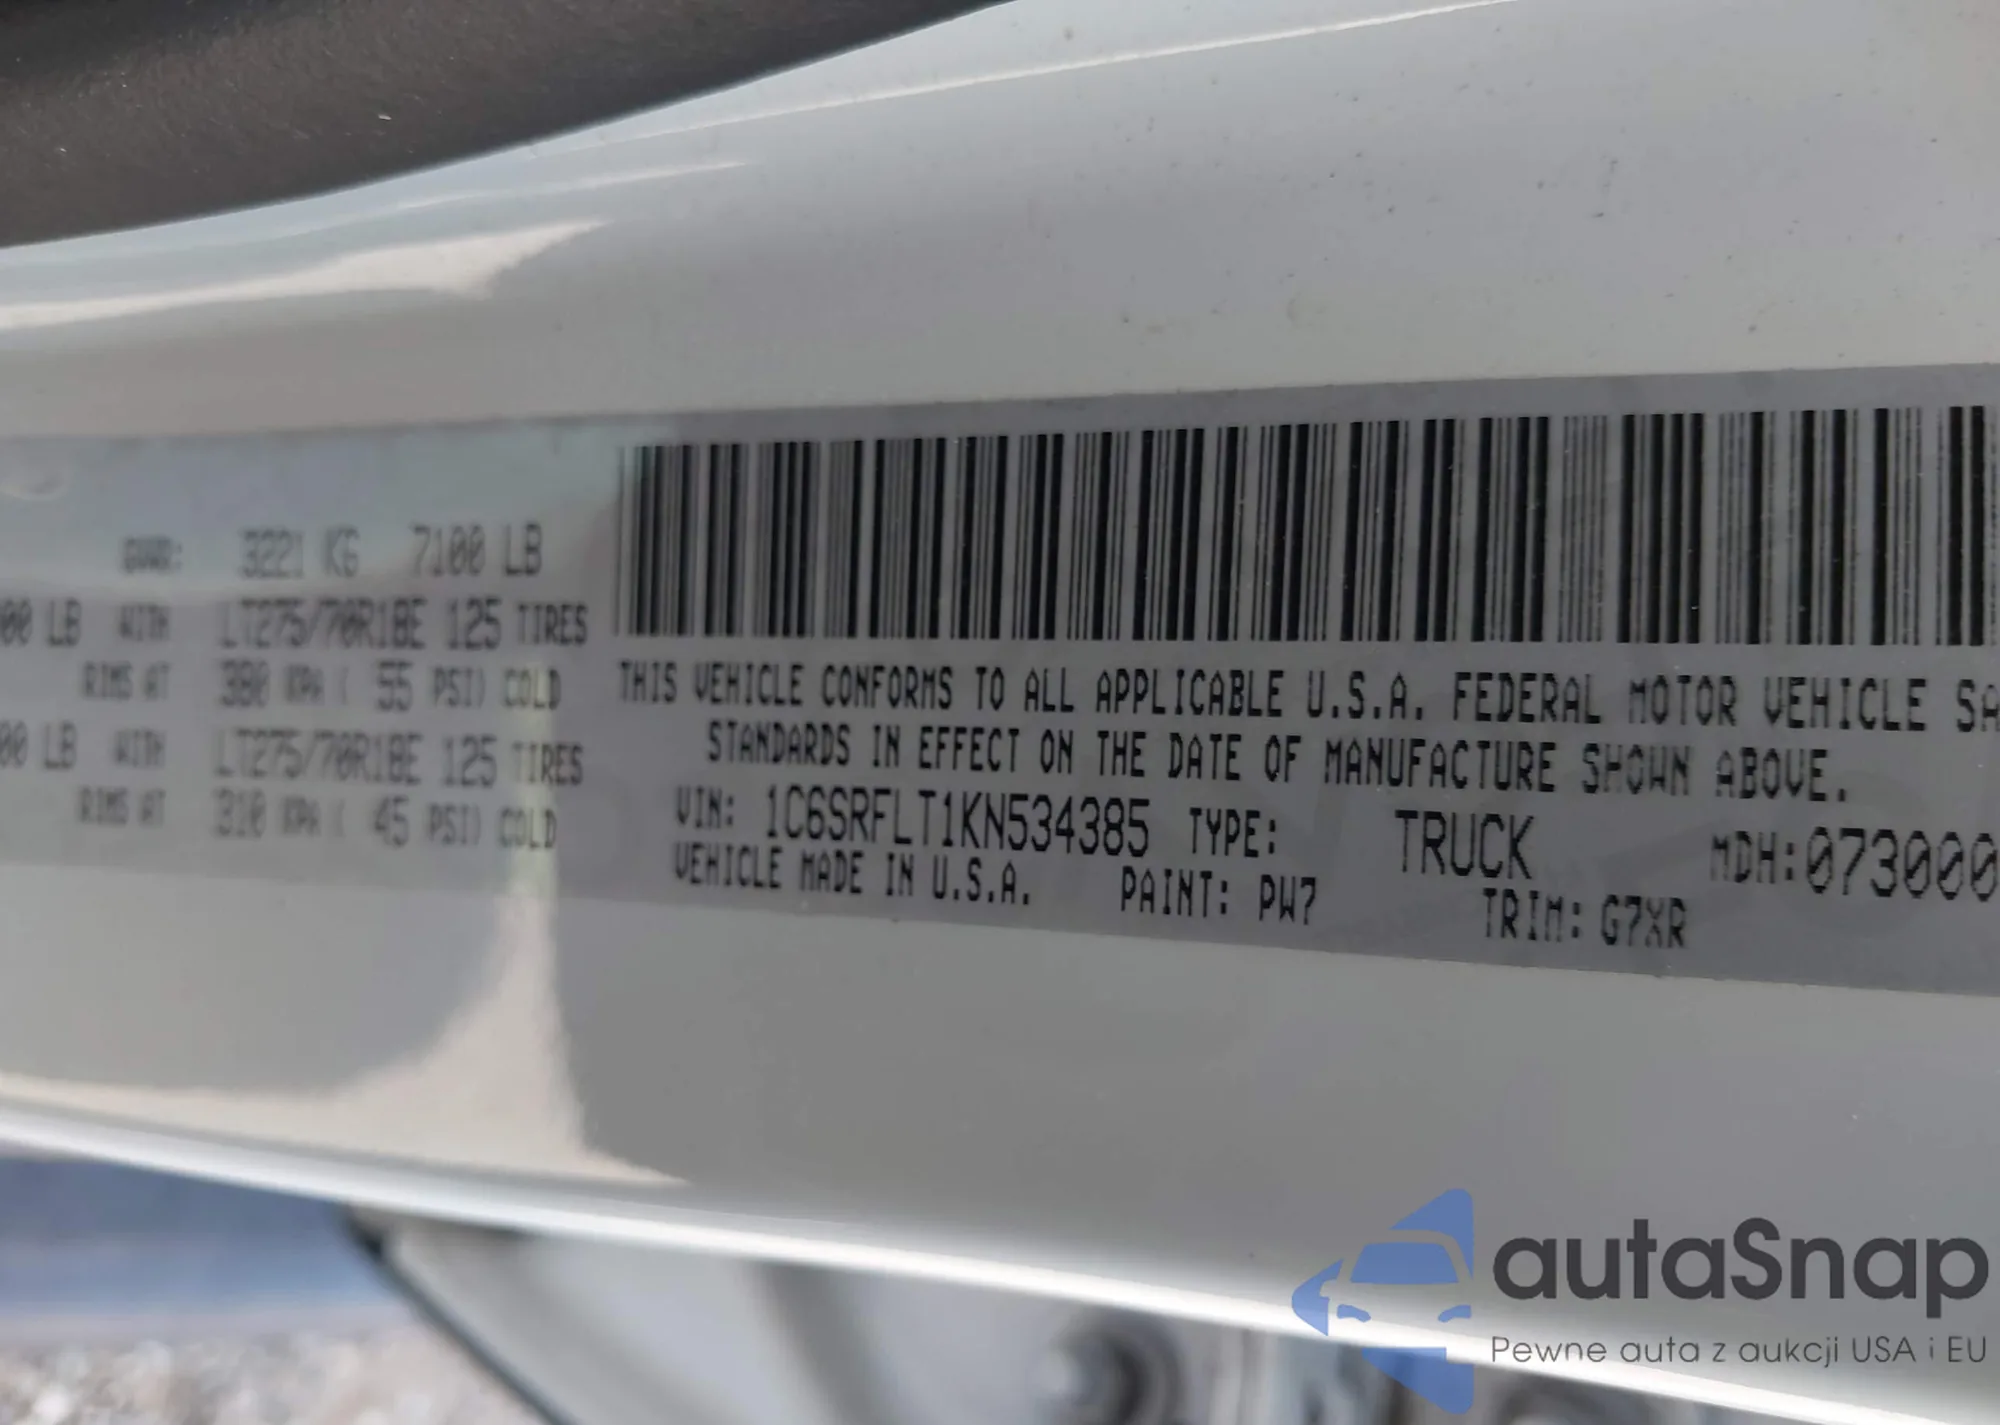 GVWR: 3221 KG 7100 LB
00 LB WITH LT275/70R18E 125 TIRES
RIMS AT 380 KPA ( 55 PSI) COLD
00 LB WITH LT275/70R18E 125 TIRES
RIMS AT 310 KPA ( 45 PSI) COLD
THIS VEHICLE CONFORMS TO ALL APPLICABLE U.S.A. FEDERAL MOTOR VEHICLE SA
STANDARDS IN EFFECT ON THE DATE OF MANUFACTURE SHOWN ABOVE.
VIN: 1C6SRFLT1KN534385 TYPE: TRUCK MDH:073000
VEHICLE MADE IN U.S.A. PAINT: PW7 TRIM: G7XR
autaSnap
Pewne auta z aukcji USA i EU